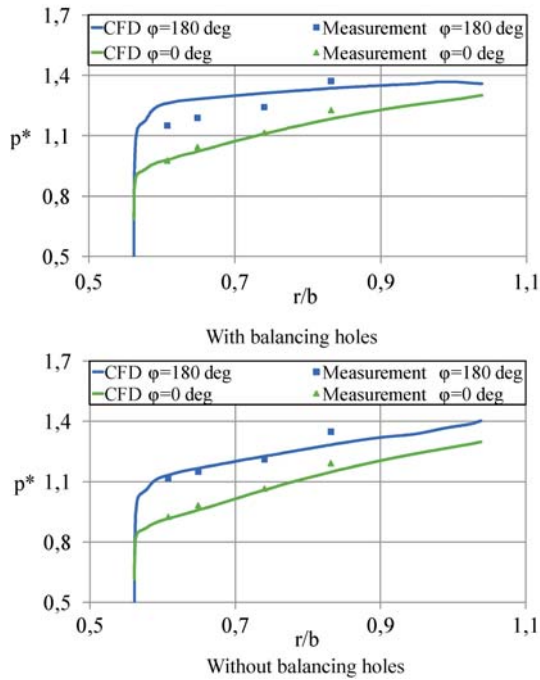 1,7
CFD φ=180 deg Measurement φ=180 deg
CFD φ=0 deg Measurement φ=0 deg
1,4
1,1
p*
0,8
0,5
0,5 0,7 0,9 1,1
r/b
With balancing holes
1,7
CFD φ=180 deg Measurement φ=180 deg
CFD φ=0 deg Measurement φ=0 deg
1,4
1,1
p*
0,8
0,5
0,5 0,7 0,9 1,1
r/b
Without balancing holes